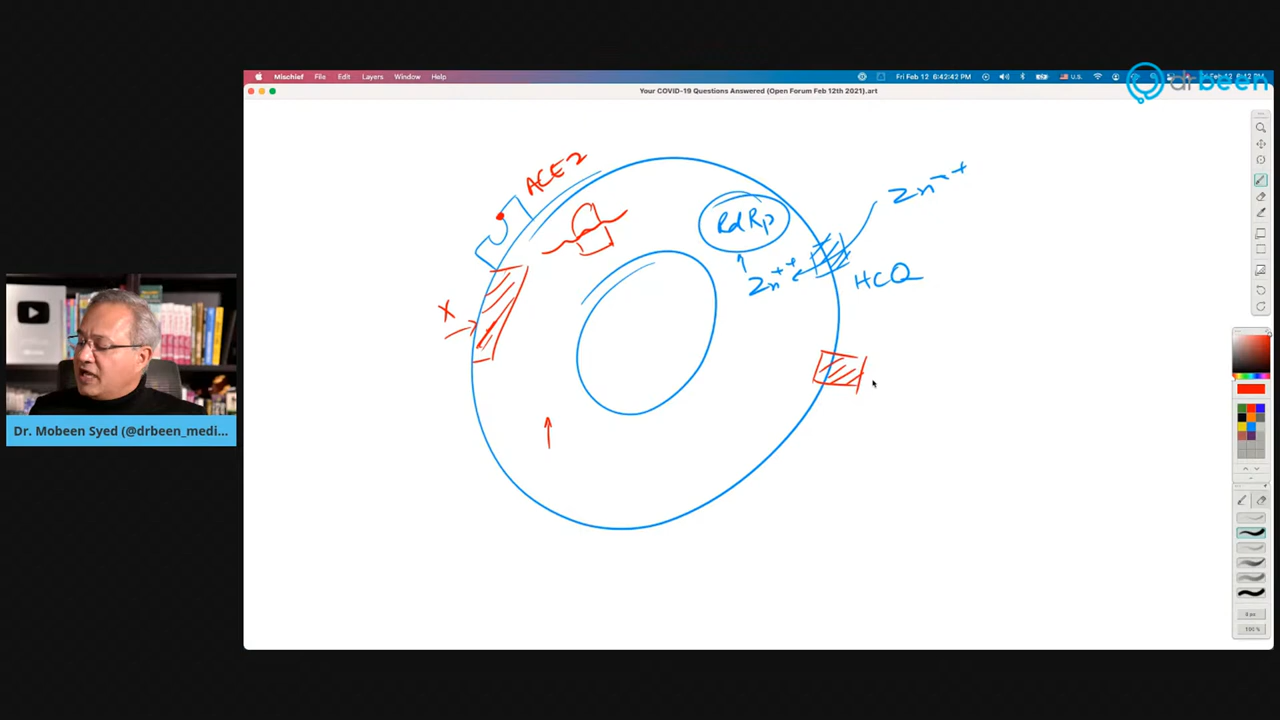 Mischief File Edit Layers Window Help
Fri Feb 12 6:42:42 PM
U.S.
drbeen
Your COVID-19 Questions Answered (Open Forum Feb 12th 2021).art
ACE2
Zn++
RdRp
Zn++
HCQ
X
Dr. Mobeen Syed (@drbeen_medi...
100 %